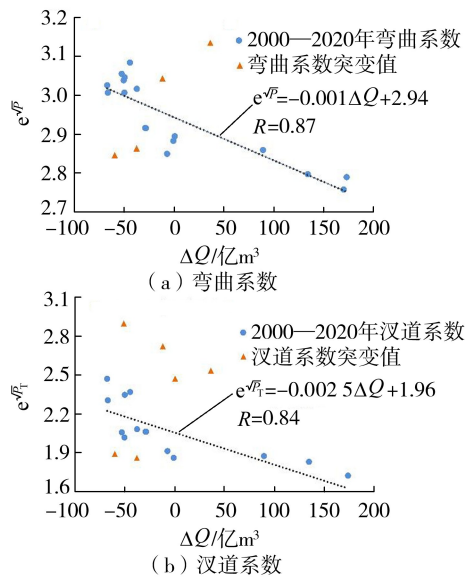 3.2
3.1
3.0
2.9
2.8
2.7
e^√P
2000—2020年弯曲系数
弯曲系数突变值
e^√P=-0.001ΔQ+2.94
R=0.87
-100 -50 0 50 100 150 200
ΔQ/亿m³
（a）弯曲系数
3.1
2.8
2.5
2.2
1.9
1.6
e^√P_T
2000—2020年汊道系数
汊道系数突变值
e^√P_T=-0.002 5ΔQ+1.96
R=0.84
-100 -50 0 50 100 150 200
ΔQ/亿m³
（b）汊道系数